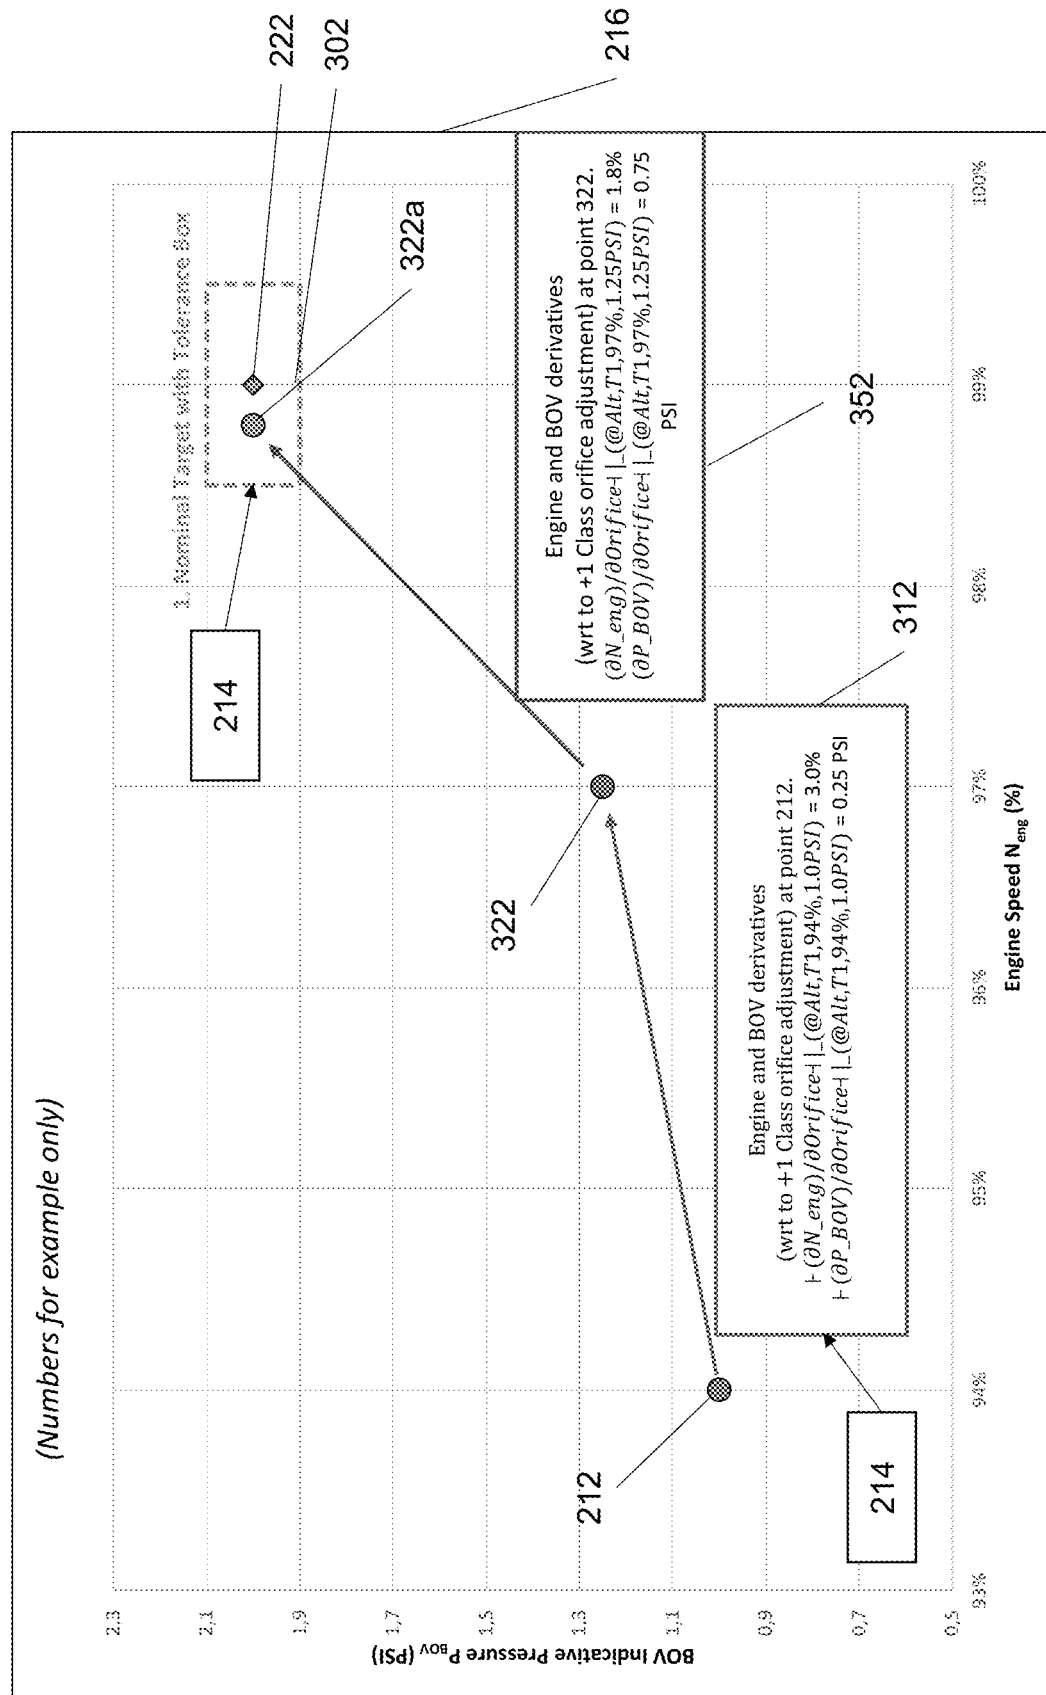 (Numbers for example only)
BOV Indicative Pressure P_BOV (PSI)
2,3
2,1
1,9
1,7
1,5
1,3
1,1
0,9
0,7
0,5
93%
94%
95%
96%
97%
98%
99%
100%
Engine Speed N_eng (%)
1. Nominal Target with Tolerance Box
214
222
302
216
322a
322
212
214
312
352
Engine and BOV derivatives
(wrt to +1 Class orifice adjustment) at point 212.
⊦(∂N_eng)/∂Orifice⊣|_(@Alt,T1,94%,1.0PSI) = 3.0%
⊦(∂P_BOV)/∂Orifice⊣|_(@Alt,T1,94%,1.0PSI) = 0.25 PSI
Engine and BOV derivatives
(wrt to +1 Class orifice adjustment) at point 322.
(∂N_eng)/∂Orifice⊣|_(@Alt,T1,97%,1.25PSI) = 1.8%
(∂P_BOV)/∂Orifice⊣|_(@Alt,T1,97%,1.25PSI) = 0.75
PSI